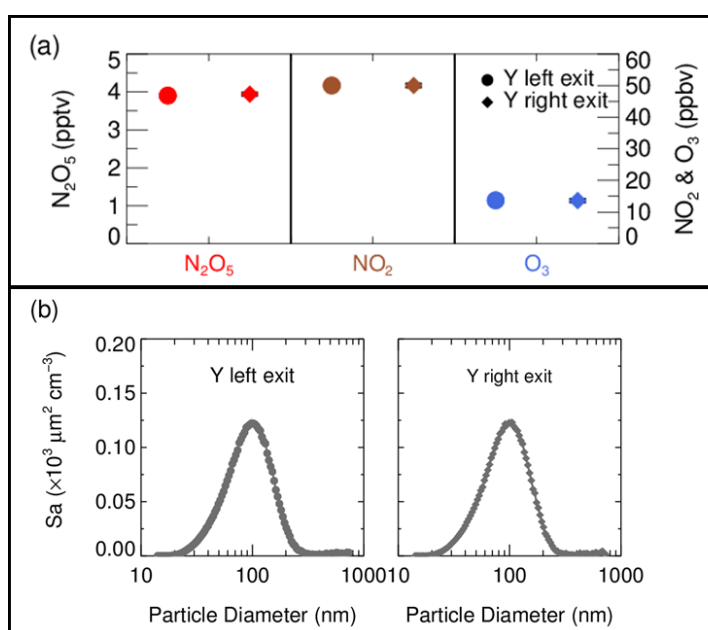 (a)
5
4
3
2
1
0
N₂O₅ (pptv)
60
50
40
30
20
10
0
NO₂ & O₃ (ppbv)
Y left exit
Y right exit
N₂O₅ NO₂ O₃
(b)
0.20
0.15
0.10
0.05
0.00
Sa (×10³ μm² cm⁻³)
Y left exit
Y right exit
10 100 1000
10 100 1000
Particle Diameter (nm) Particle Diameter (nm)